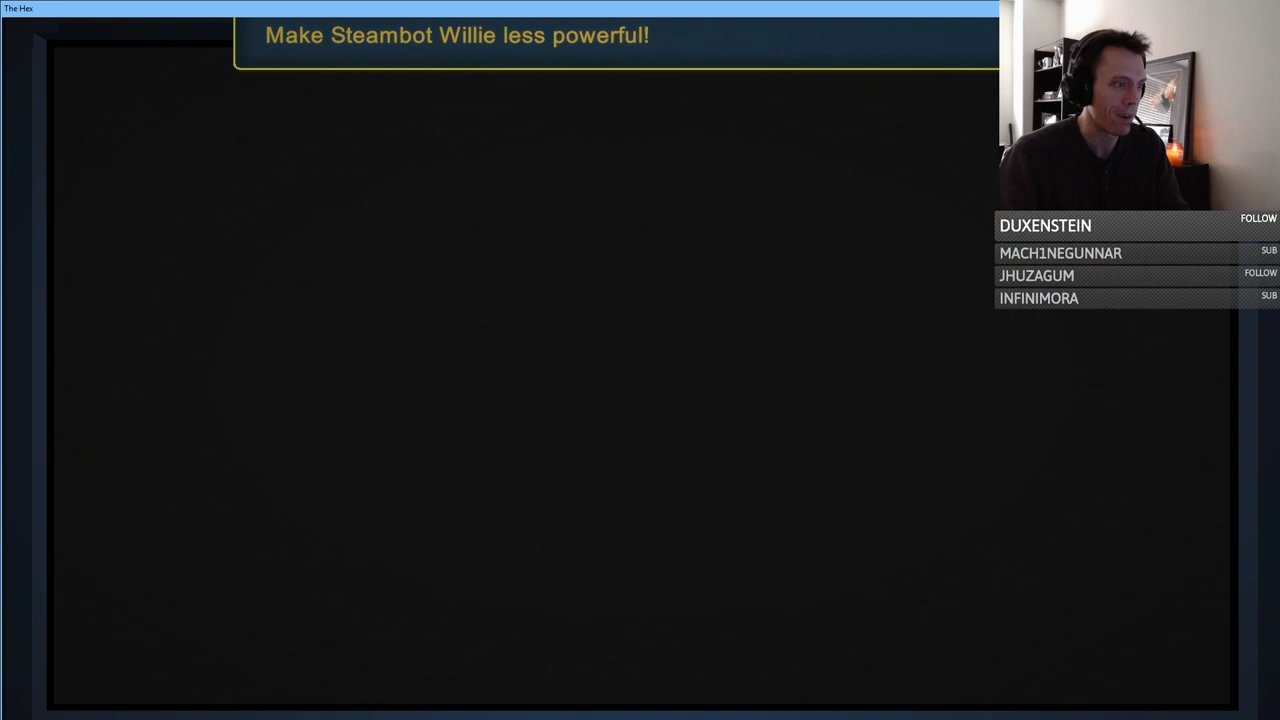 The Hex
Make Steambot Willie less powerful!
DUXENSTEIN FOLLOW
MACH1NEGUNNAR SUB
JHUZAGUM FOLLOW
INFINIMORA SUB